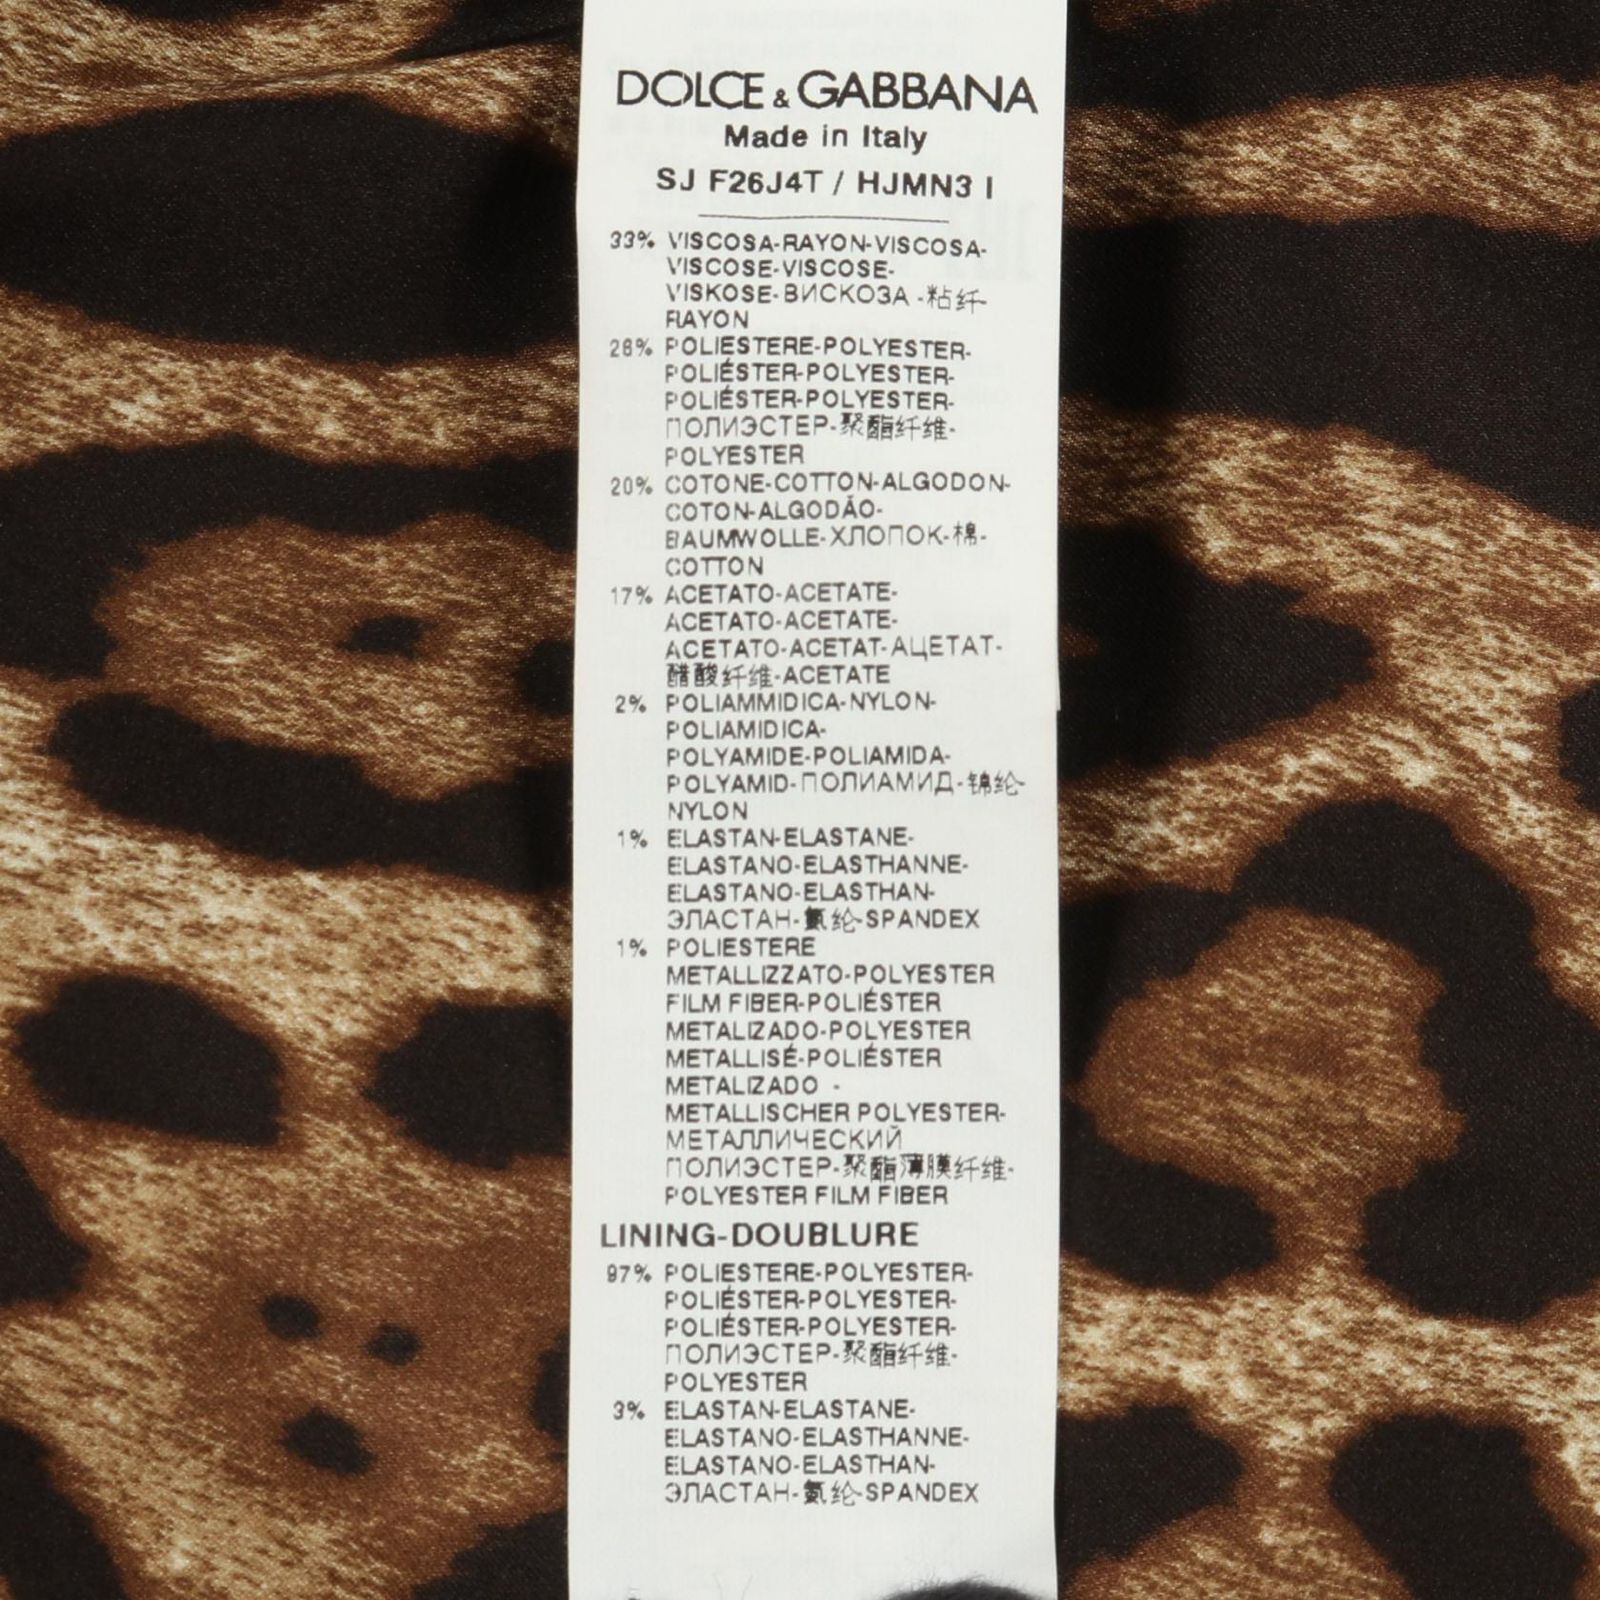 DOLCE & GABBANA
Made in Italy
SJ F26J4T / HJMN3 I
33% VISCOSA-RAYON-VISCOSA-
VISCOSE-VISCOSE-
VISKOSE-ВИСКОЗА -粘纤-
RAYON
26% POLIESTERE-POLYESTER-
POLIÉSTER-POLYESTER-
POLIÉSTER-POLYESTER-
ПОЛИЭСТЕР-聚酯纤维-
POLYESTER
20% COTONE-COTTON-ALGODON-
COTON-ALGODÃO-
BAUMWOLLE-ХЛОПОК-棉-
COTTON
17% ACETATO-ACETATE-
ACETATO-ACETATE-
ACETATO-ACETAT-АЦЕТАТ-
醋酸纤维-ACETATE
2% POLIAMMIDICA-NYLON-
POLIAMIDICA-
POLYAMIDE-POLIAMIDA-
POLYAMID-ПОЛИАМИД-锦纶-
NYLON
1% ELASTAN-ELASTANE-
ELASTANO-ELASTHANNE-
ELASTANO-ELASTHAN-
ЭЛАСТАН-氨纶-SPANDEX
1% POLIESTERE
METALLIZZATO-POLYESTER
FILM FIBER-POLIÉSTER
METALIZADO-POLYESTER
METALLISÉ-POLIÉSTER
METALIZADO -
METALLISCHER POLYESTER-
МЕТАЛЛИЧЕСКИЙ
ПОЛИЭСТЕР-聚酯薄膜纤维-
POLYESTER FILM FIBER
LINING-DOUBLURE
97% POLIESTERE-POLYESTER-
POLIÉSTER-POLYESTER-
POLIÉSTER-POLYESTER-
ПОЛИЭСТЕР-聚酯纤维-
POLYESTER
3% ELASTAN-ELASTANE-
ELASTANO-ELASTHANNE-
ELASTANO-ELASTHAN-
ЭЛАСТАН-氨纶-SPANDEX